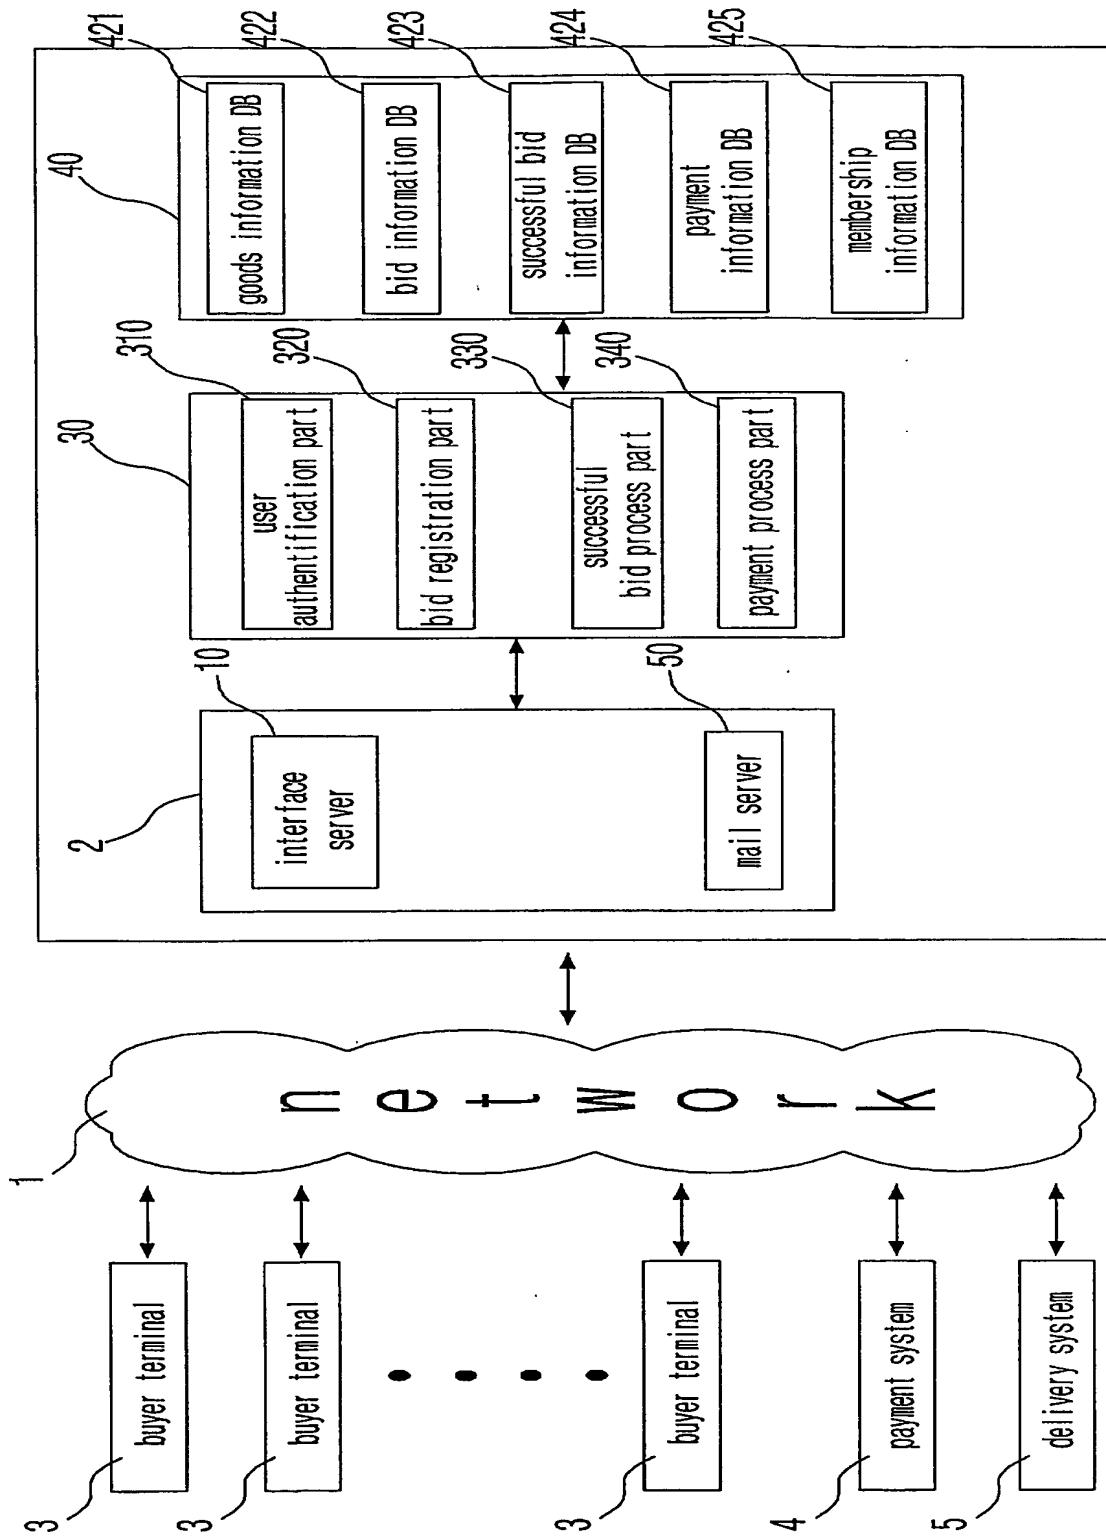 3
buyer terminal
3
buyer terminal
3
buyer terminal
4
payment system
5
delivery system
1
network
2
10
interface
server
50
mail server
30
310
user
authentification part
320
bid registration part
330
successful
bid process part
340
payment process part
40
421
goods information DB
422
bid information DB
423
successful bid
information DB
424
payment
information DB
425
membership
information DB